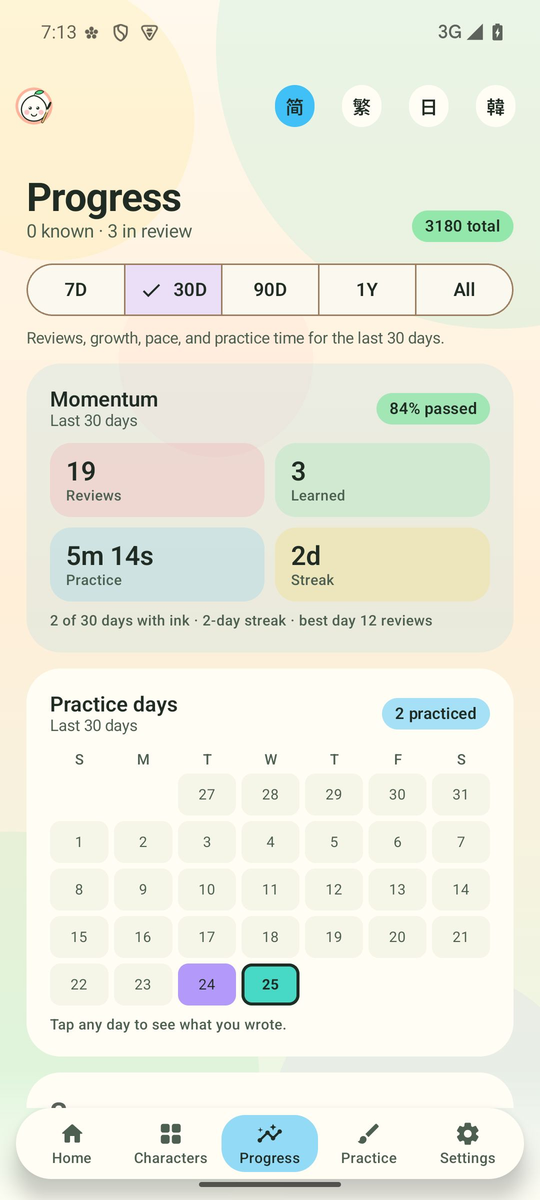 7:13
3G
简 繁 日 韓
Progress
0 known · 3 in review
3180 total
7D 30D 90D 1Y All
Reviews, growth, pace, and practice time for the last 30 days.
Momentum
Last 30 days
84% passed
19
Reviews
3
Learned
5m 14s
Practice
2d
Streak
2 of 30 days with ink · 2-day streak · best day 12 reviews
Practice days
Last 30 days
2 practiced
S M T W T F S
27 28 29 30 31
1 2 3 4 5 6 7
8 9 10 11 12 13 14
15 16 17 18 19 20 21
22 23 24 25
Tap any day to see what you wrote.
Home Characters Progress Practice Settings